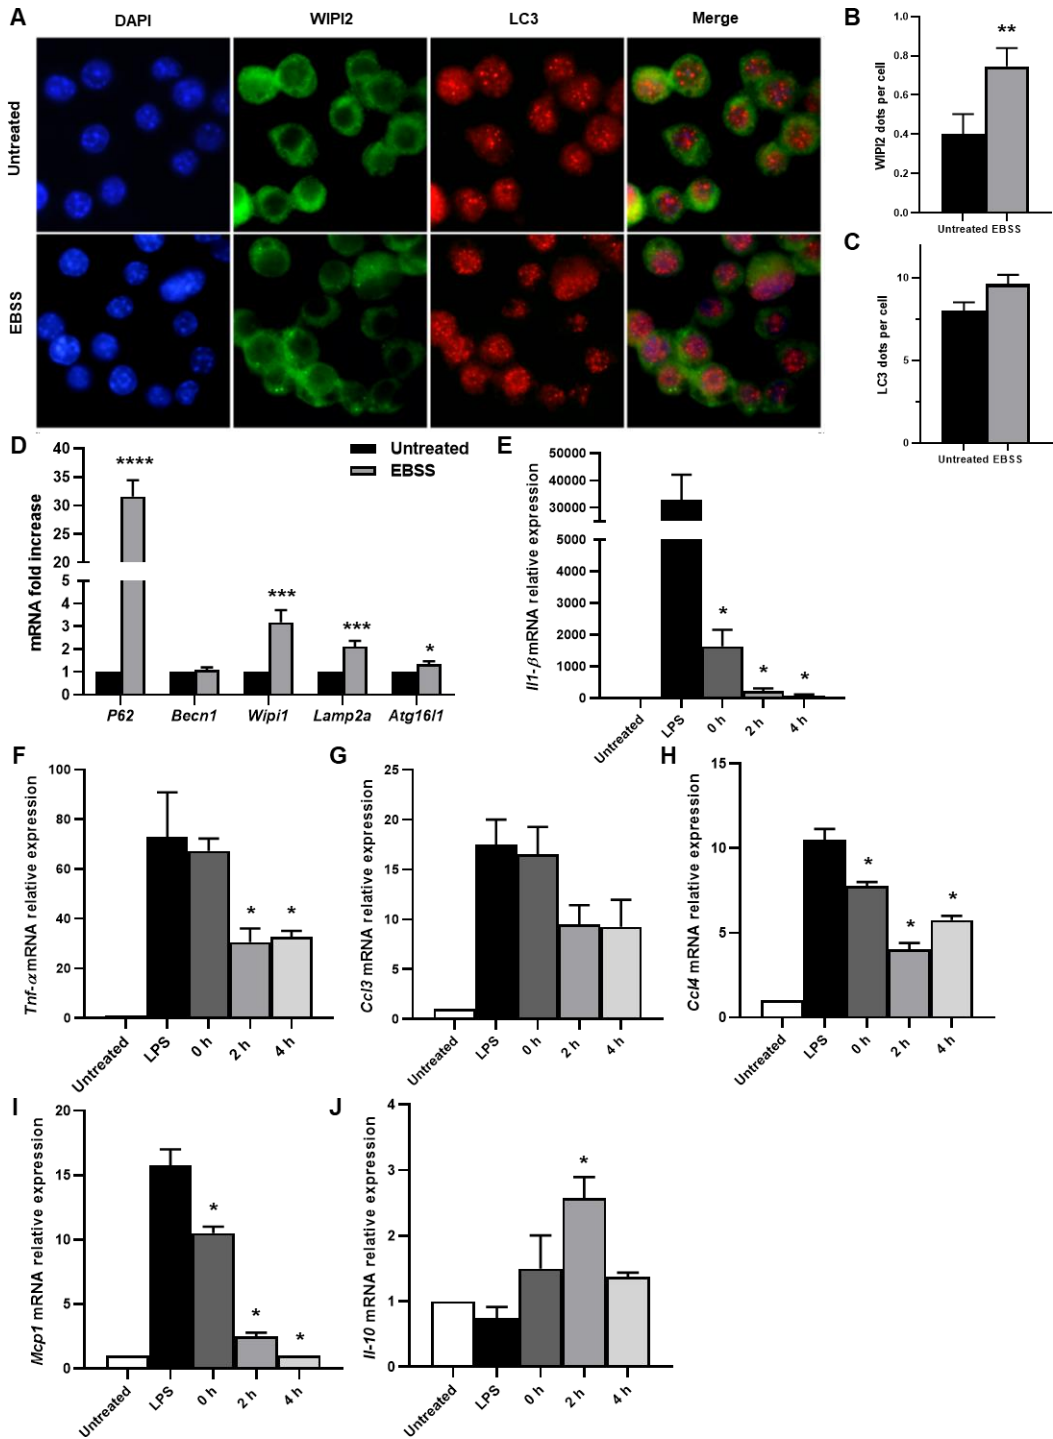 A
DAPI
WIPI2
LC3
Merge
Untreated
EBSS
B
WIPI2 dots per cell
1.0
0.8
0.6
0.4
0.2
0.0
**
Untreated EBSS
C
LC3 dots per cell
10
5
0
Untreated EBSS
D
mRNA fold increase
40
35
30
25
20
5
4
3
2
1
0
****
***
***
*
Untreated
EBSS
P62 Becn1 Wipi1 Lamp2a Atg16l1
E
Il1-β mRNA relative expression
50000
40000
30000
5000
4000
3000
2000
1000
0
*
*
*
Untreated LPS 0 h 2 h 4 h
F
Tnf-α mRNA relative expression
100
80
60
40
20
0
* *
Untreated LPS 0 h 2 h 4 h
G
Ccl3 mRNA relative expression
25
20
15
10
5
0
Untreated LPS 0 h 2 h 4 h
H
Ccl4 mRNA relative expression
15
10
5
0
*
*
*
Untreated LPS 0 h 2 h 4 h
I
Mcp1 mRNA relative expression
20
15
10
5
0
*
*
*
Untreated LPS 0 h 2 h 4 h
J
Il-10 mRNA relative expression
4
3
2
1
0
*
Untreated LPS 0 h 2 h 4 h